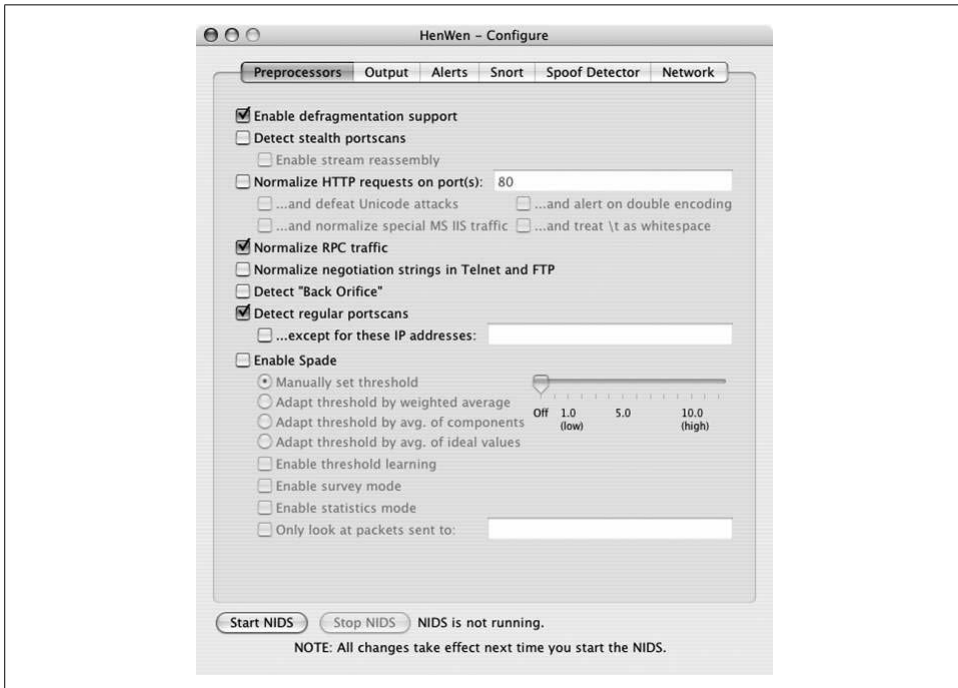 HenWen – Configure
Preprocessors Output Alerts Snort Spoof Detector Network
Enable defragmentation support
Detect stealth portscans
Enable stream reassembly
Normalize HTTP requests on port(s): 80
...and defeat Unicode attacks ...and alert on double encoding
...and normalize special MS IIS traffic ...and treat \t as whitespace
Normalize RPC traffic
Normalize negotiation strings in Telnet and FTP
Detect "Back Orifice"
Detect regular portscans
...except for these IP addresses:
Enable Spade
Manually set threshold
Adapt threshold by weighted average
Off 1.0 5.0 10.0
(low) (high)
Adapt threshold by avg. of components
Adapt threshold by avg. of ideal values
Enable threshold learning
Enable survey mode
Enable statistics mode
Only look at packets sent to:
Start NIDS Stop NIDS NIDS is not running.
NOTE: All changes take effect next time you start the NIDS.